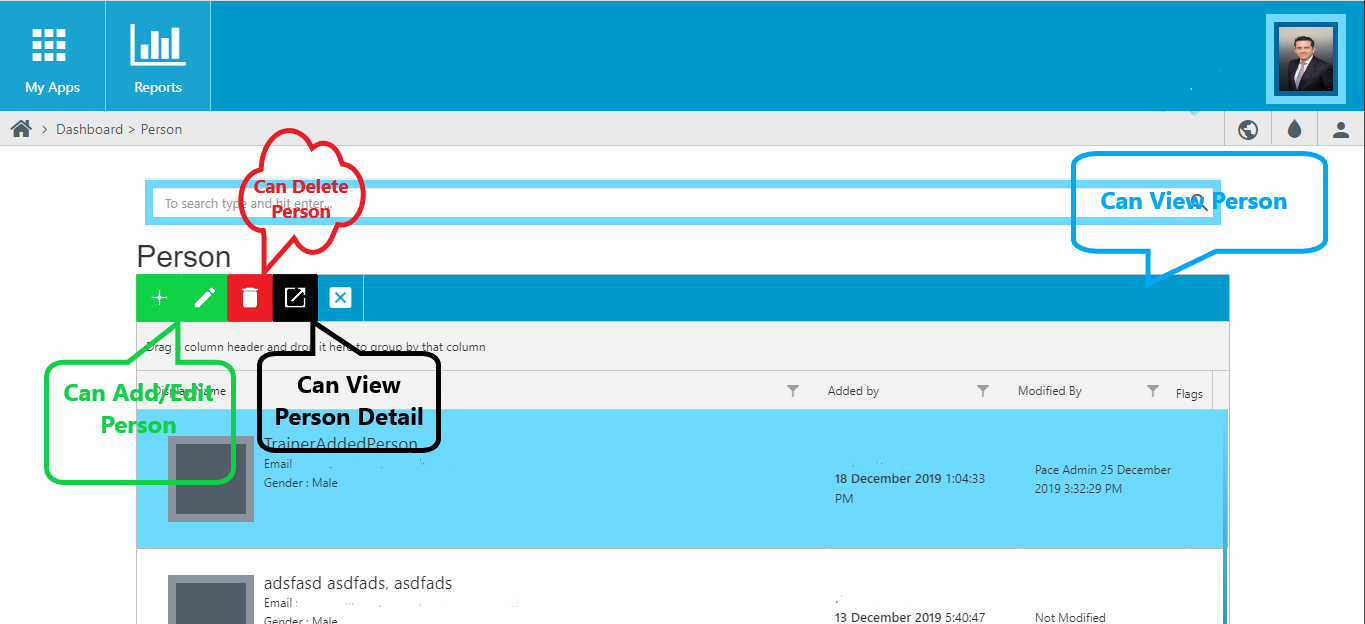 My Apps
Reports
Dashboard > Person
Can Delete
Person
To search type and hit enter...
Can View Person
Person
Drag a column header and drop it here to group by that column
Can Add/Edit
Person
Can View
Person Detail
Display Name
Added by
Modified By
Flags
TrainerAddedPerson
Email
Gender : Male
18 December 2019 1:04:33
PM
Pace Admin 25 December
2019 3:32:29 PM
adsfasd asdfads, asdfads
Email :
Gender : Male
13 December 2019 5:40:47
Not Modified